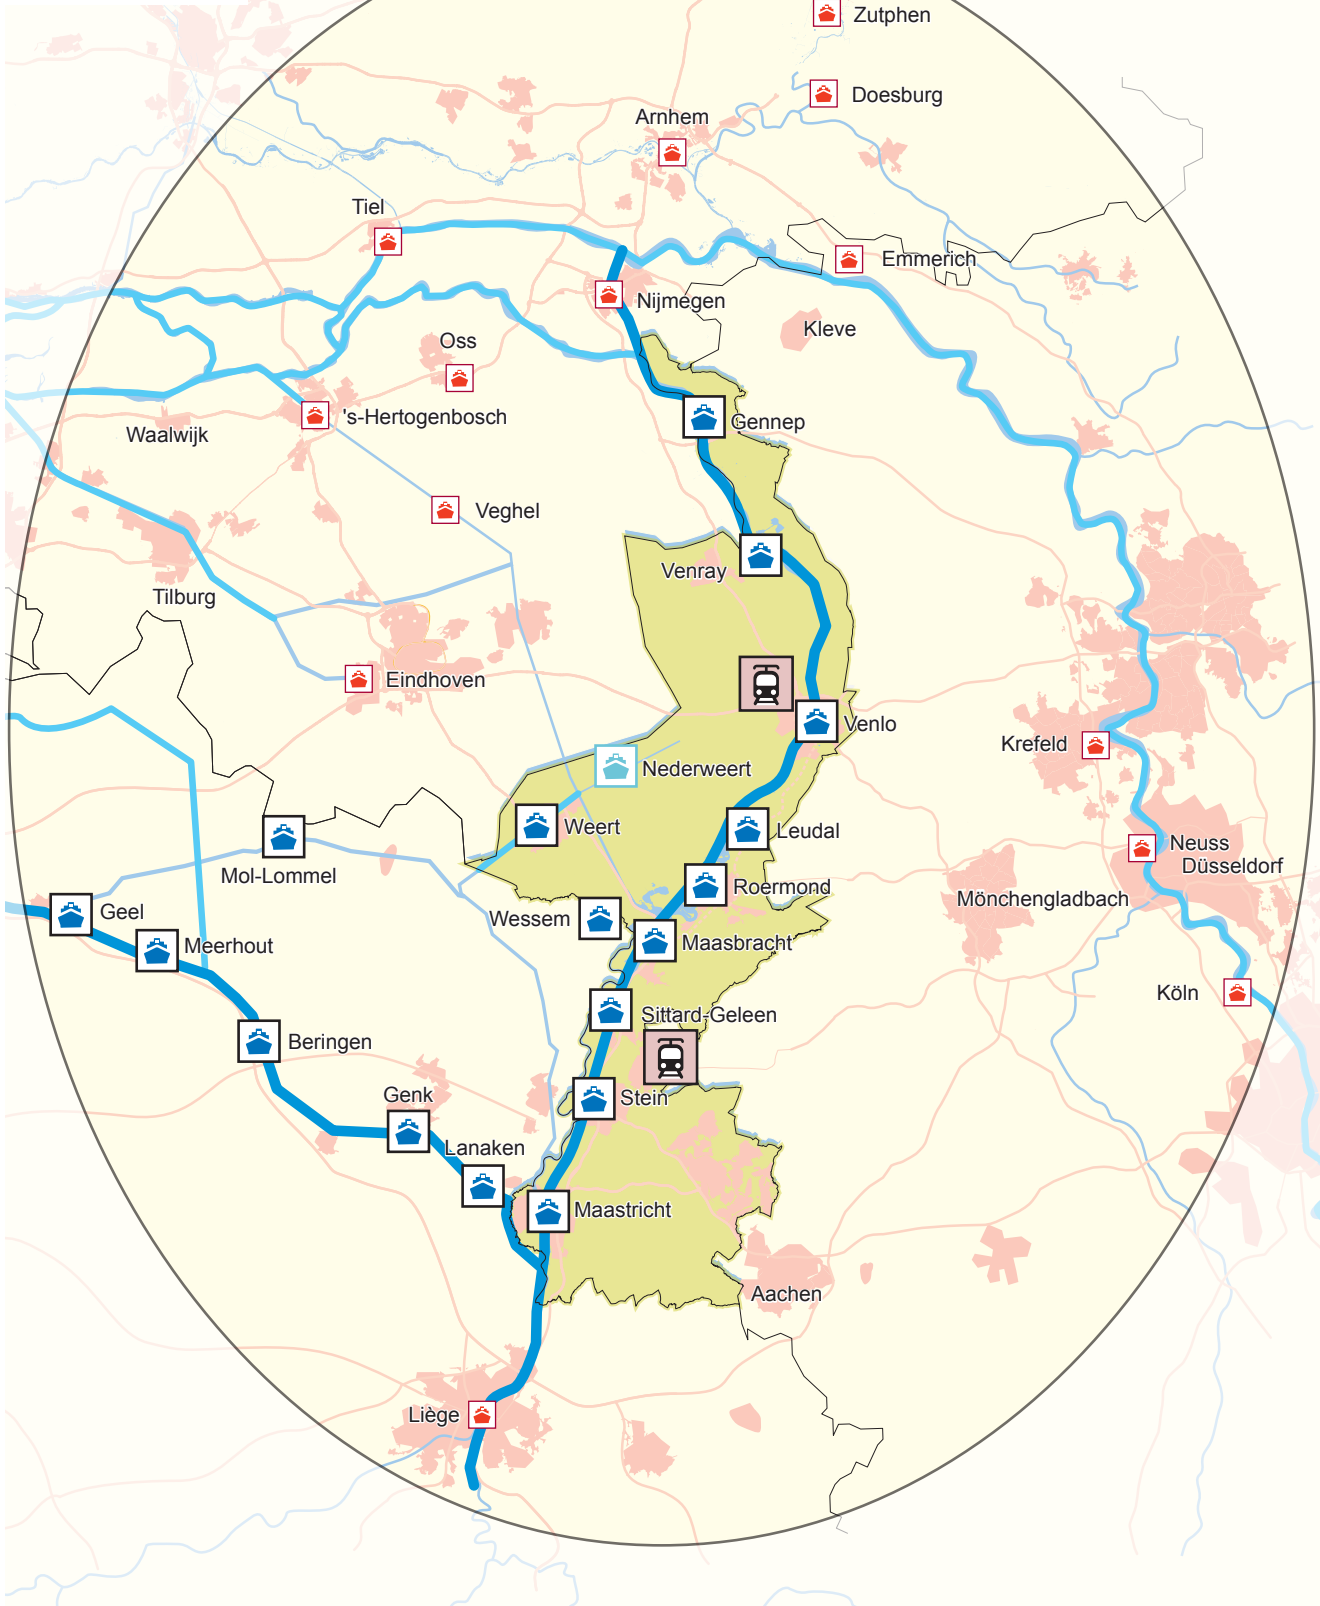 Zutphen
Doesburg
Arnhem
Tiel
Emmerich
Nijmegen
Kleve
Oss
's-Hertogenbosch
Waalwijk
Gennep
Veghel
Venray
Tilburg
Eindhoven
Venlo
Krefeld
Nederweert
Weert
Leudal
Neuss
Düsseldorf
Mol-Lommel
Roermond
Mönchengladbach
Geel
Wessem
Meerhout
Maasbracht
Köln
Sittard-Geleen
Beringen
Genk
Stein
Lanaken
Maastricht
Aachen
Liège